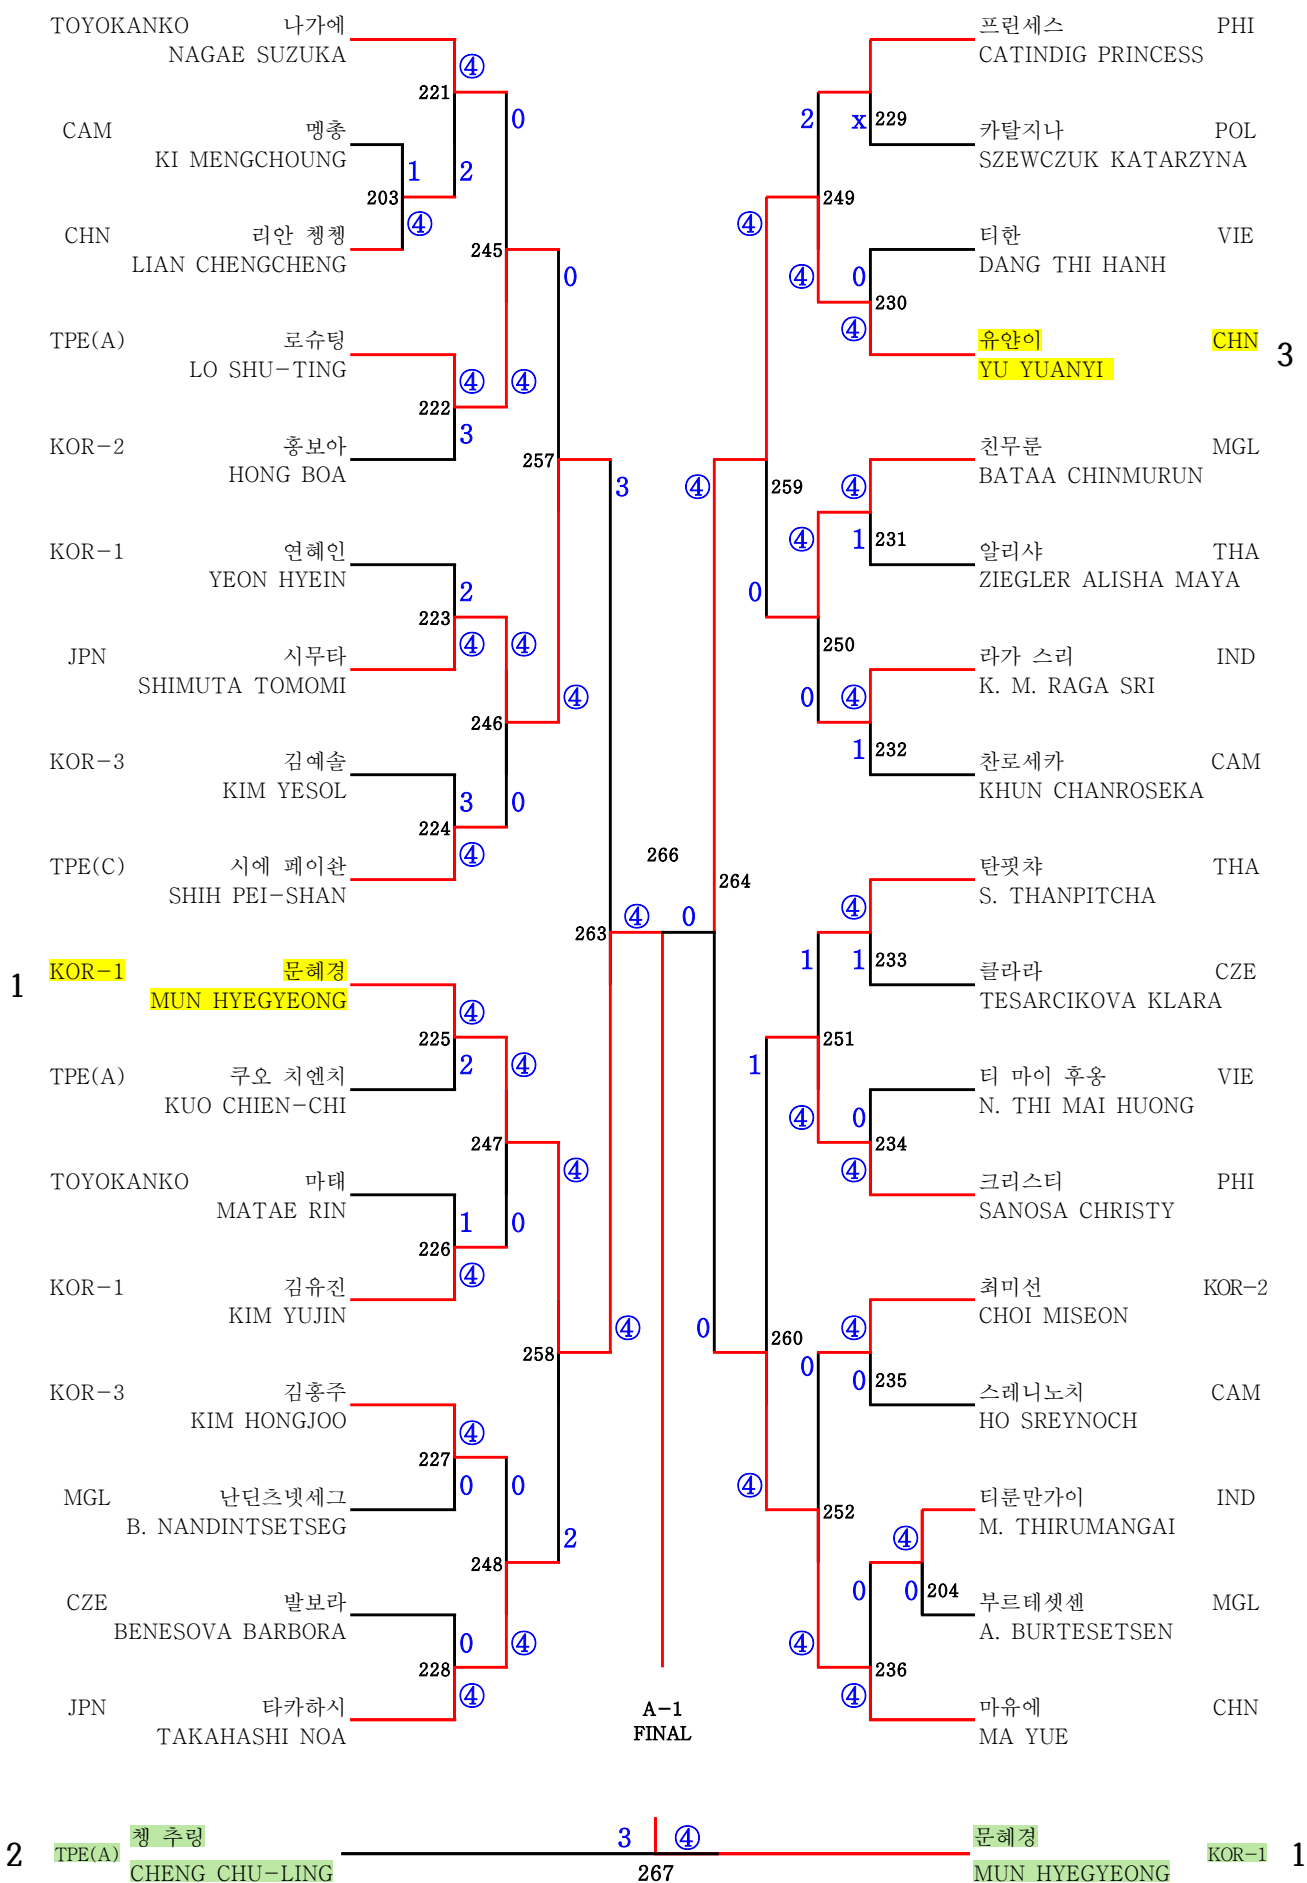 TOYOKANKO 나가에
NAGAE SUZUKA
④
221
0
CAM 멩총
KI MENGCHOUNG
1 2
203
④
CHN 리안 쳉쳉
LIAN CHENGCHENG
245
0
TPE(A) 로슈팅
LO SHU-TING
④ ④
222
3
KOR-2 홍보아
HONG BOA
257
3
KOR-1 연혜인
YEON HYEIN
2
223
④ ④
JPN 시무타
SHIMUTA TOMOMI
④
246
KOR-3 김예솔
KIM YESOL
3 0
224
④
TPE(C) 시에 페이솬
SHIH PEI-SHAN
263
1 KOR-1 문혜경
MUN HYEGYEONG
④
225
2 ④
TPE(A) 쿠오 치엔치
KUO CHIEN-CHI
247
④
TOYOKANKO 마태
MATAE RIN
1 0
226
④
KOR-1 김유진
KIM YUJIN
④
258
KOR-3 김홍주
KIM HONGJOO
④
227
0 0
MGL 난딘츠넷세그
B. NANDINTSETSEG
2
248
CZE 발보라
BENESOVA BARBORA
0 ④
228
④
JPN 타카하시
TAKAHASHI NOA
266
④ 0
A-1
FINAL
프린세스 PHI
CATINDIG PRINCESS
2 x 229
카탈지나 POL
SZEWCZUK KATARZYNA
249
④
티한 VIE
DANG THI HANH
④ 0
230
④
유얀이 CHN 3
YU YUANYI
친무룬 MGL
BATAA CHINMURUN
④ 259 ④
④ 1 231
알리샤 THA
ZIEGLER ALISHA MAYA
0
250
라가 스리 IND
K. M. RAGA SRI
0 ④
1 232
찬로세카 CAM
KHUN CHANROSEKA
264
탄핏챠 THA
S. THANPITCHA
④
1 1 233
클라라 CZE
TESARCIKOVA KLARA
251
1
티 마이 후옹 VIE
N. THI MAI HUONG
④ 0
234
④
크리스티 PHI
SANOSA CHRISTY
최미선 KOR-2
CHOI MISEON
0 260 ④
0 0 235
스레니노치 CAM
HO SREYNOCH
④
252
티룬만가이 IND
M. THIRUMANGAI
④
0 0 204
부르테셋센 MGL
A. BURTESETSEN
④
236
④
마유에 CHN
MA YUE
2 TPE(A) 쳉 추링
CHENG CHU-LING
3 ④
267
문혜경 KOR-1 1
MUN HYEGYEONG